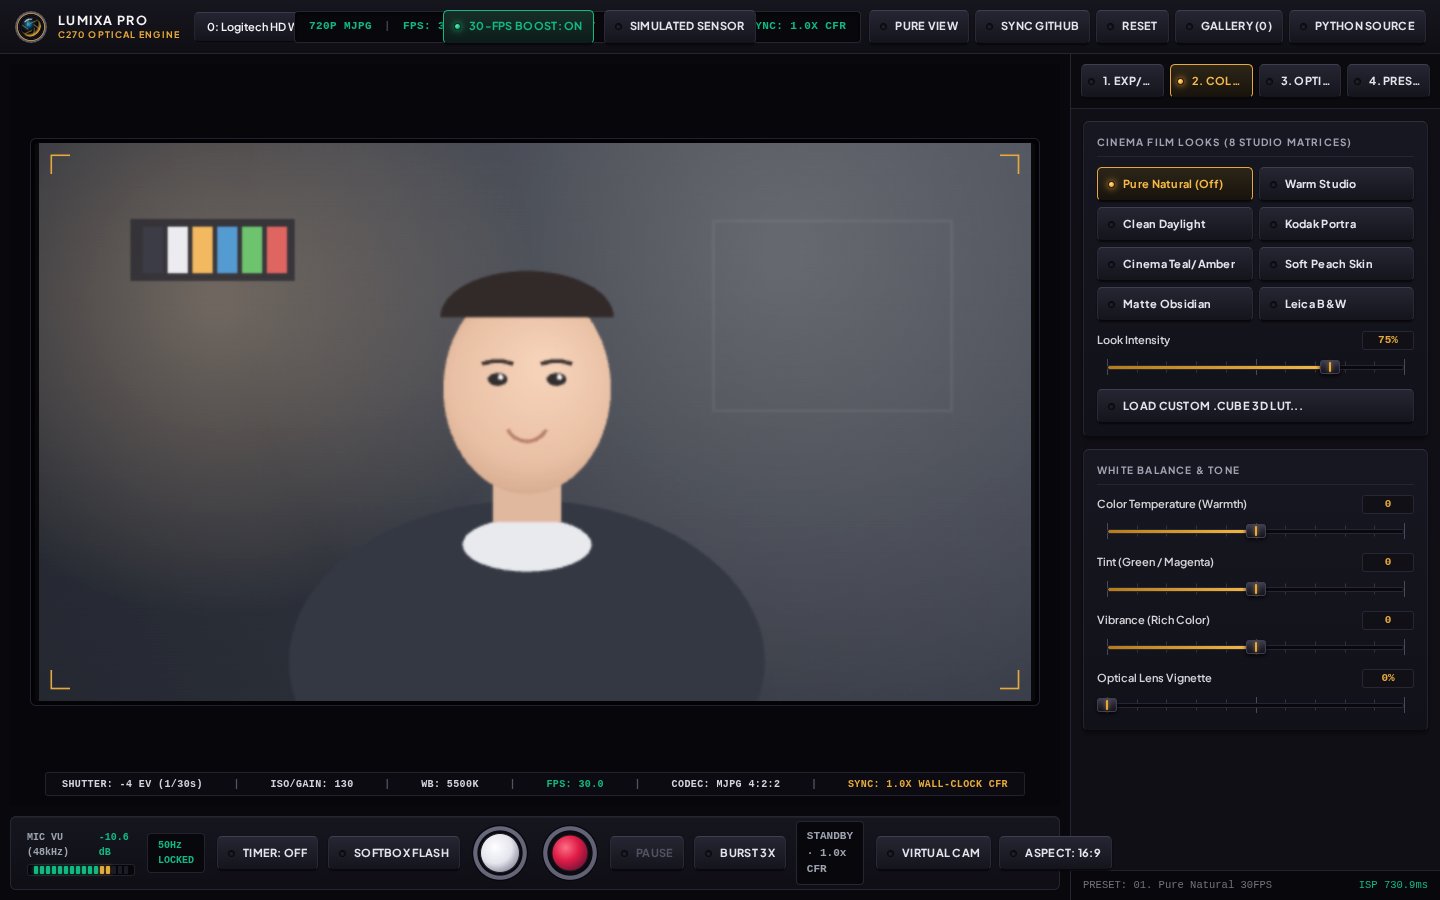 LUMIXA PRO
C270 OPTICAL ENGINE
0: Logitech HD
720P MJPG | FPS: 3
30-FPS BOOST: ON
SIMULATED SENSOR
YNC: 1.0X CFR
PURE VIEW
SYNC GITHUB
RESET
GALLERY (0)
PYTHON SOURCE
1. EXP/...
2. COL...
3. OPTI...
4. PRES...
CINEMA FILM LOOKS (8 STUDIO MATRICES)
Pure Natural (Off)
Warm Studio
Clean Daylight
Kodak Portra
Cinema Teal/Amber
Soft Peach Skin
Matte Obsidian
Leica B&W
Look Intensity
75%
LOAD CUSTOM .CUBE 3D LUT...
WHITE BALANCE & TONE
Color Temperature (Warmth)
0
Tint (Green / Magenta)
0
Vibrance (Rich Color)
0
Optical Lens Vignette
0%
SHUTTER: -4 EV (1/30s) | ISO/GAIN: 130 | WB: 5500K | FPS: 30.0 | CODEC: MJPG 4:2:2 | SYNC: 1.0X WALL-CLOCK CFR
MIC VU
(48kHz)
-10.6
dB
50Hz
LOCKED
TIMER: OFF
SOFTBOX FLASH
PAUSE
BURST 3X
STANDBY
· 1.0x
CFR
VIRTUAL CAM
ASPECT: 16:9
PRESET: 01. Pure Natural 30FPS
ISP 730.9ms